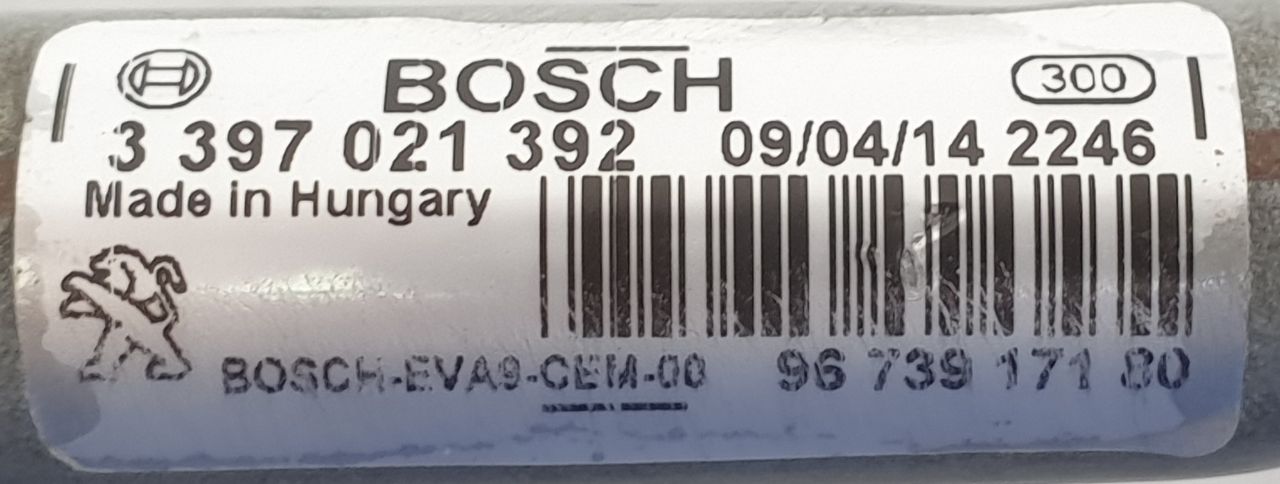 BOSCH 300
3 397 021 392 09/04/14 2246
Made in Hungary
BOSCH-EVA9-CEM-00 96 739 171 80